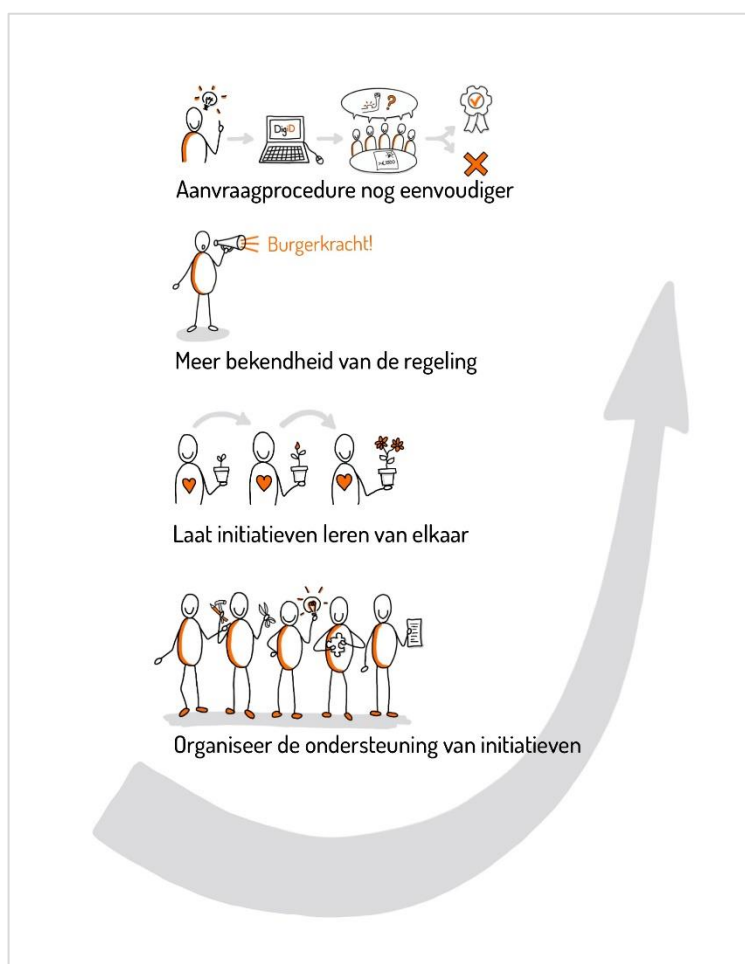 DigiD
?
Aanvraagprocedure nog eenvoudiger
Burgerkracht!
Meer bekendheid van de regeling
Laat initiatieven leren van elkaar
Organiseer de ondersteuning van initiatieven